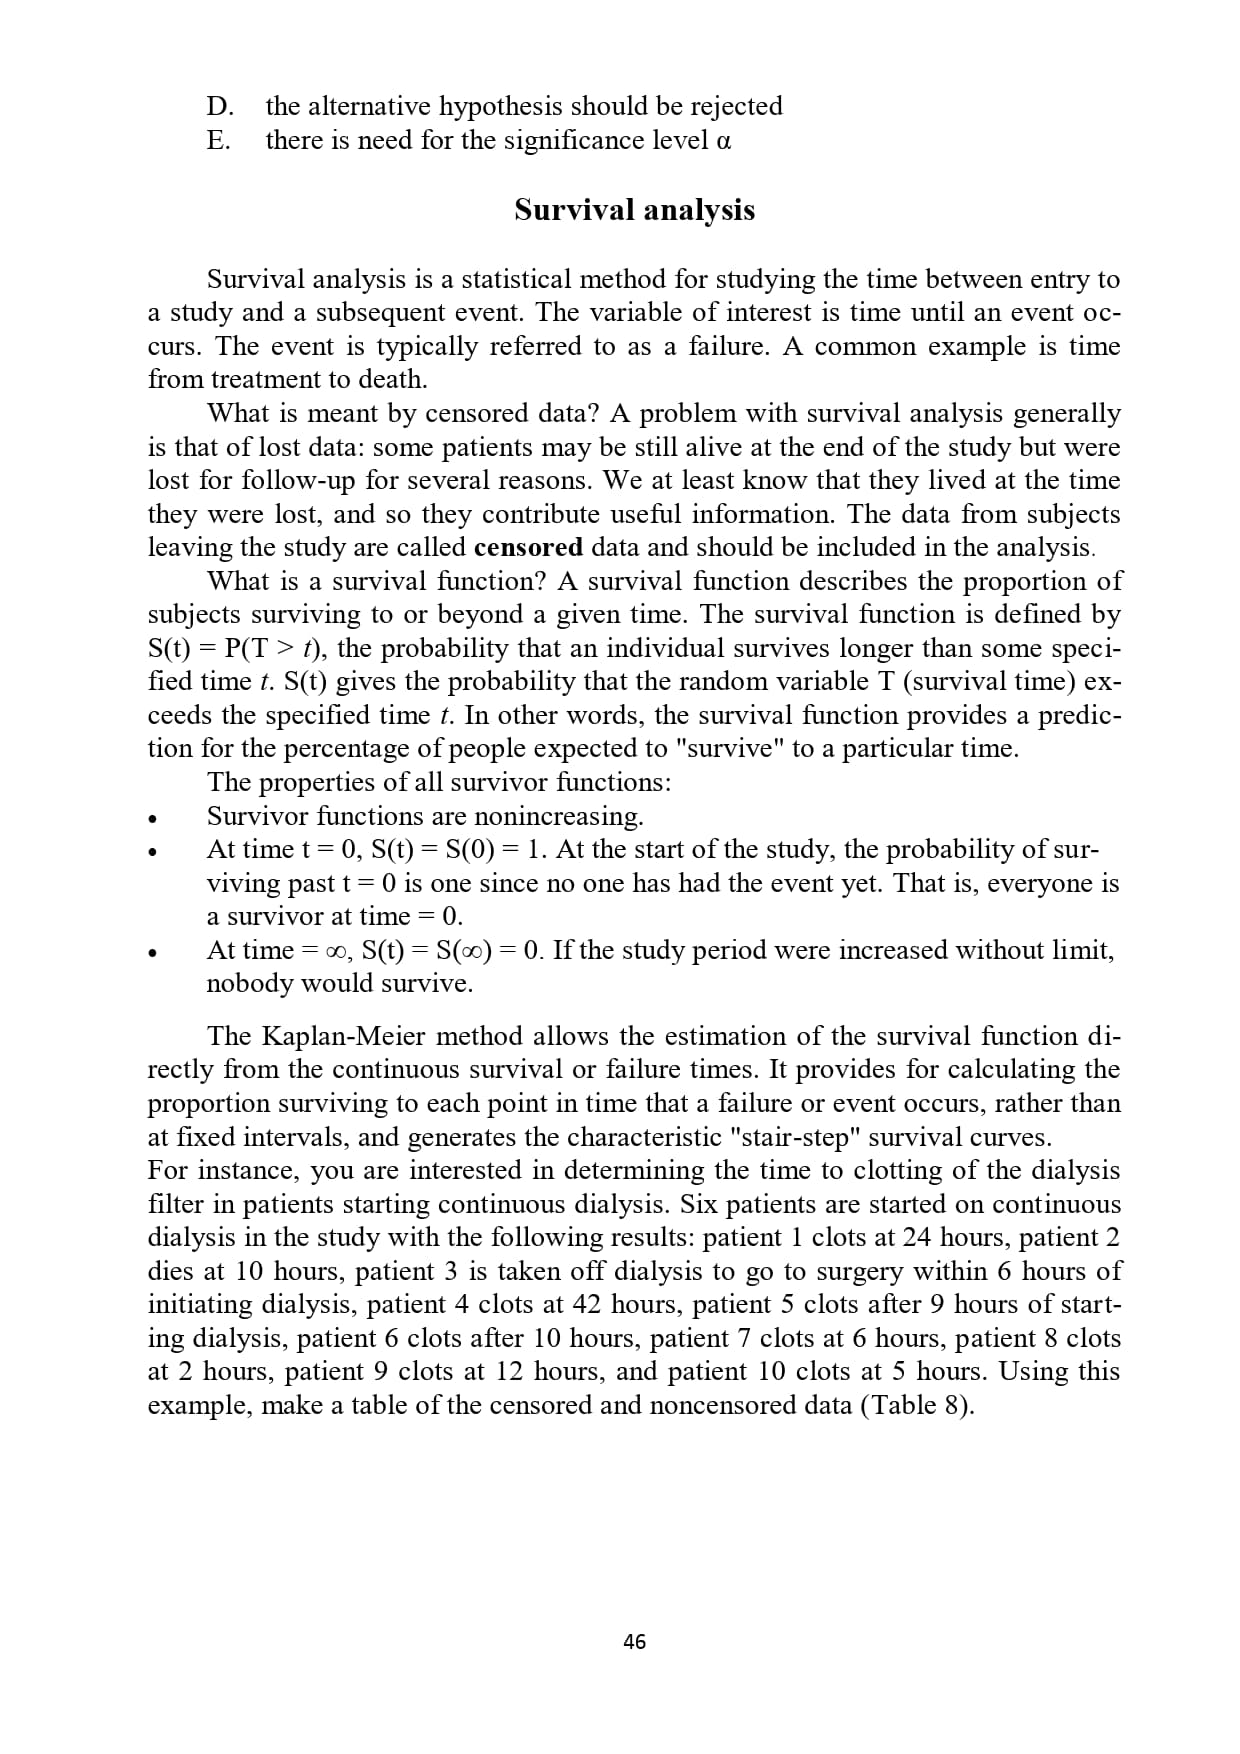 D. the alternative hypothesis should be rejected
E. there is need for the significance level α
Survival analysis
Survival analysis is a statistical method for studying the time between entry to
a study and a subsequent event. The variable of interest is time until an event oc-
curs. The event is typically referred to as a failure. A common example is time
from treatment to death.
What is meant by censored data? A problem with survival analysis generally
is that of lost data: some patients may be still alive at the end of the study but were
lost for follow-up for several reasons. We at least know that they lived at the time
they were lost, and so they contribute useful information. The data from subjects
leaving the study are called censored data and should be included in the analysis.
What is a survival function? A survival function describes the proportion of
subjects surviving to or beyond a given time. The survival function is defined by
S(t) = P(T > t), the probability that an individual survives longer than some speci-
fied time t. S(t) gives the probability that the random variable T (survival time) ex-
ceeds the specified time t. In other words, the survival function provides a predic-
tion for the percentage of people expected to "survive" to a particular time.
The properties of all survivor functions:
• Survivor functions are nonincreasing.
• At time t = 0, S(t) = S(0) = 1. At the start of the study, the probability of sur-
viving past t = 0 is one since no one has had the event yet. That is, everyone is
a survivor at time = 0.
• At time = ∞, S(t) = S(∞) = 0. If the study period were increased without limit,
nobody would survive.
The Kaplan-Meier method allows the estimation of the survival function di-
rectly from the continuous survival or failure times. It provides for calculating the
proportion surviving to each point in time that a failure or event occurs, rather than
at fixed intervals, and generates the characteristic "stair-step" survival curves.
For instance, you are interested in determining the time to clotting of the dialysis
filter in patients starting continuous dialysis. Six patients are started on continuous
dialysis in the study with the following results: patient 1 clots at 24 hours, patient 2
dies at 10 hours, patient 3 is taken off dialysis to go to surgery within 6 hours of
initiating dialysis, patient 4 clots at 42 hours, patient 5 clots after 9 hours of start-
ing dialysis, patient 6 clots after 10 hours, patient 7 clots at 6 hours, patient 8 clots
at 2 hours, patient 9 clots at 12 hours, and patient 10 clots at 5 hours. Using this
example, make a table of the censored and noncensored data (Table 8).
46